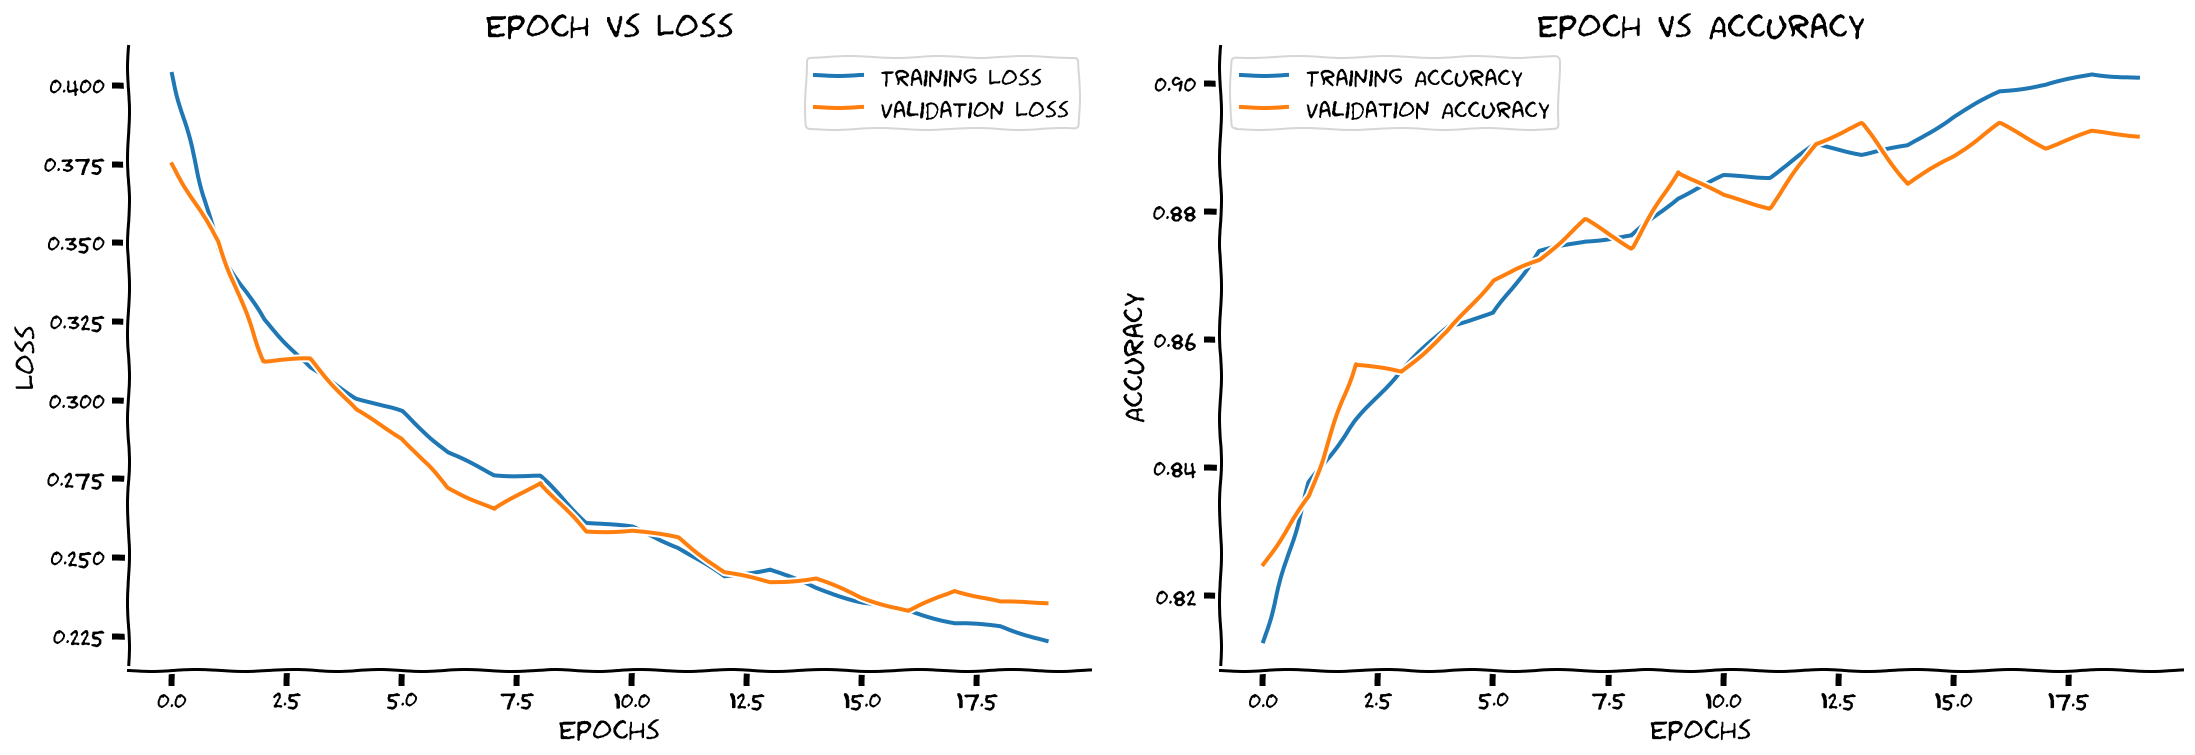 EPOCH VS LOSS
TRAINING LOSS
VALIDATION LOSS
LOSS
0.400
0.375
0.350
0.325
0.300
0.275
0.250
0.225
0.0 2.5 5.0 7.5 10.0 12.5 15.0 17.5
EPOCHS
EPOCH VS ACCURACY
TRAINING ACCURACY
VALIDATION ACCURACY
ACCURACY
0.90
0.88
0.86
0.84
0.82
0.0 2.5 5.0 7.5 10.0 12.5 15.0 17.5
EPOCHS